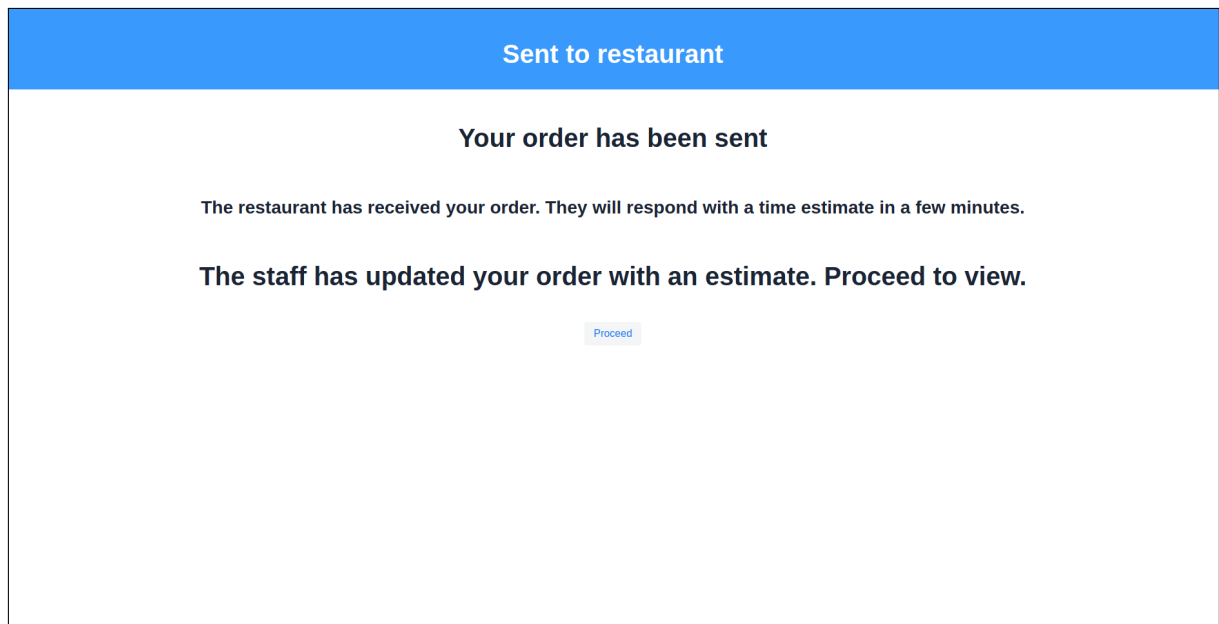 Sent to restaurant
Your order has been sent
The restaurant has received your order. They will respond with a time estimate in a few minutes.
The staff has updated your order with an estimate. Proceed to view.
Proceed